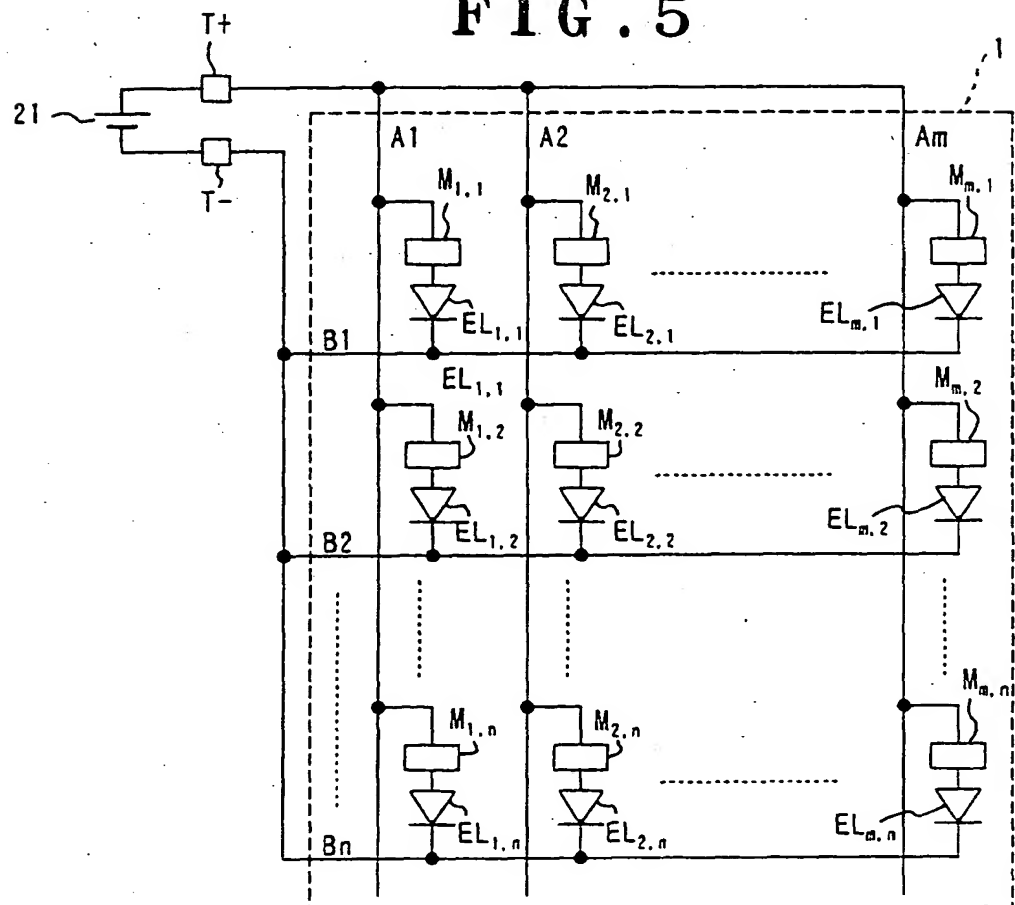 FIG.5
T+
1
21
A1 A2 Am
T-
M1,1 M2,1 Mm,1
EL1,1 EL2,1 ELm,1
B1
EL1,1
M1,2 M2,2 Mm,2
EL1,2 EL2,2 ELm,2
B2
M1,n M2,n Mm,n
EL1,n EL2,n ELm,n
Bn